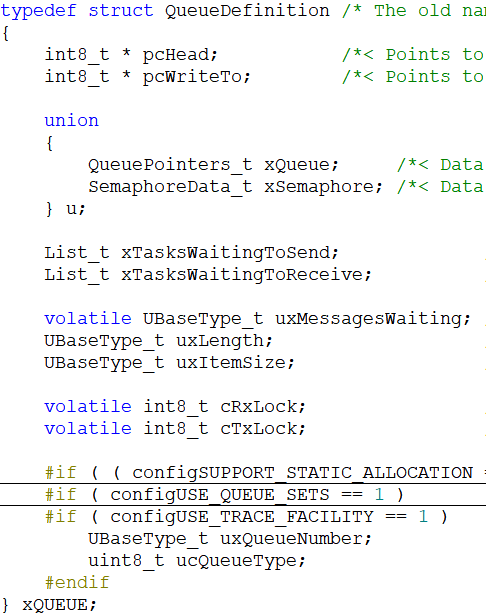 typedef struct QueueDefinition /* The old
{
    int8_t * pcHead;           /*< Points to
    int8_t * pcWriteTo;        /*< Points to

    union
    {
        QueuePointers_t xQueue;     /*< Data
        SemaphoreData_t xSemaphore; /*< Data
    } u;

    List_t xTasksWaitingToSend;
    List_t xTasksWaitingToReceive;

    volatile UBaseType_t uxMessagesWaiting;
    UBaseType_t uxLength;
    UBaseType_t uxItemSize;

    volatile int8_t cRxLock;
    volatile int8_t cTxLock;

    #if ( ( configSUPPORT_STATIC_ALLOCATION =
    #if ( configUSE_QUEUE_SETS == 1 )
    #if ( configUSE_TRACE_FACILITY == 1 )
        UBaseType_t uxQueueNumber;
        uint8_t ucQueueType;
    #endif
} xQUEUE;